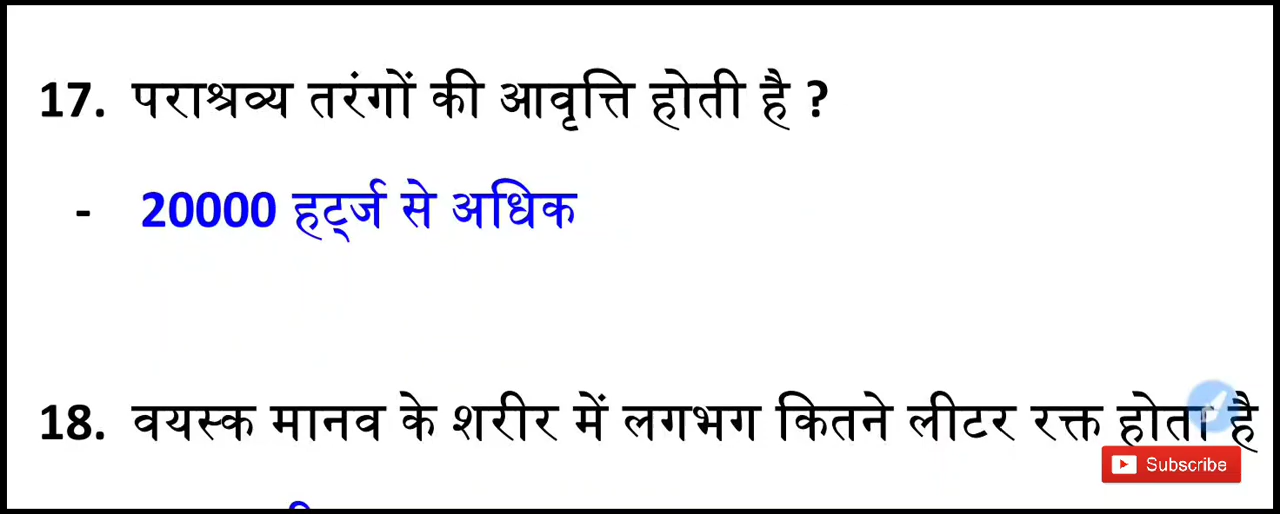 17. पराश्रव्य तरंगों की आवृत्ति होती है ?
- 20000 हर्ट्ज से अधिक
18. वयस्क मानव के शरीर में लगभग कितने लीटर रक्त होता है
Subscribe